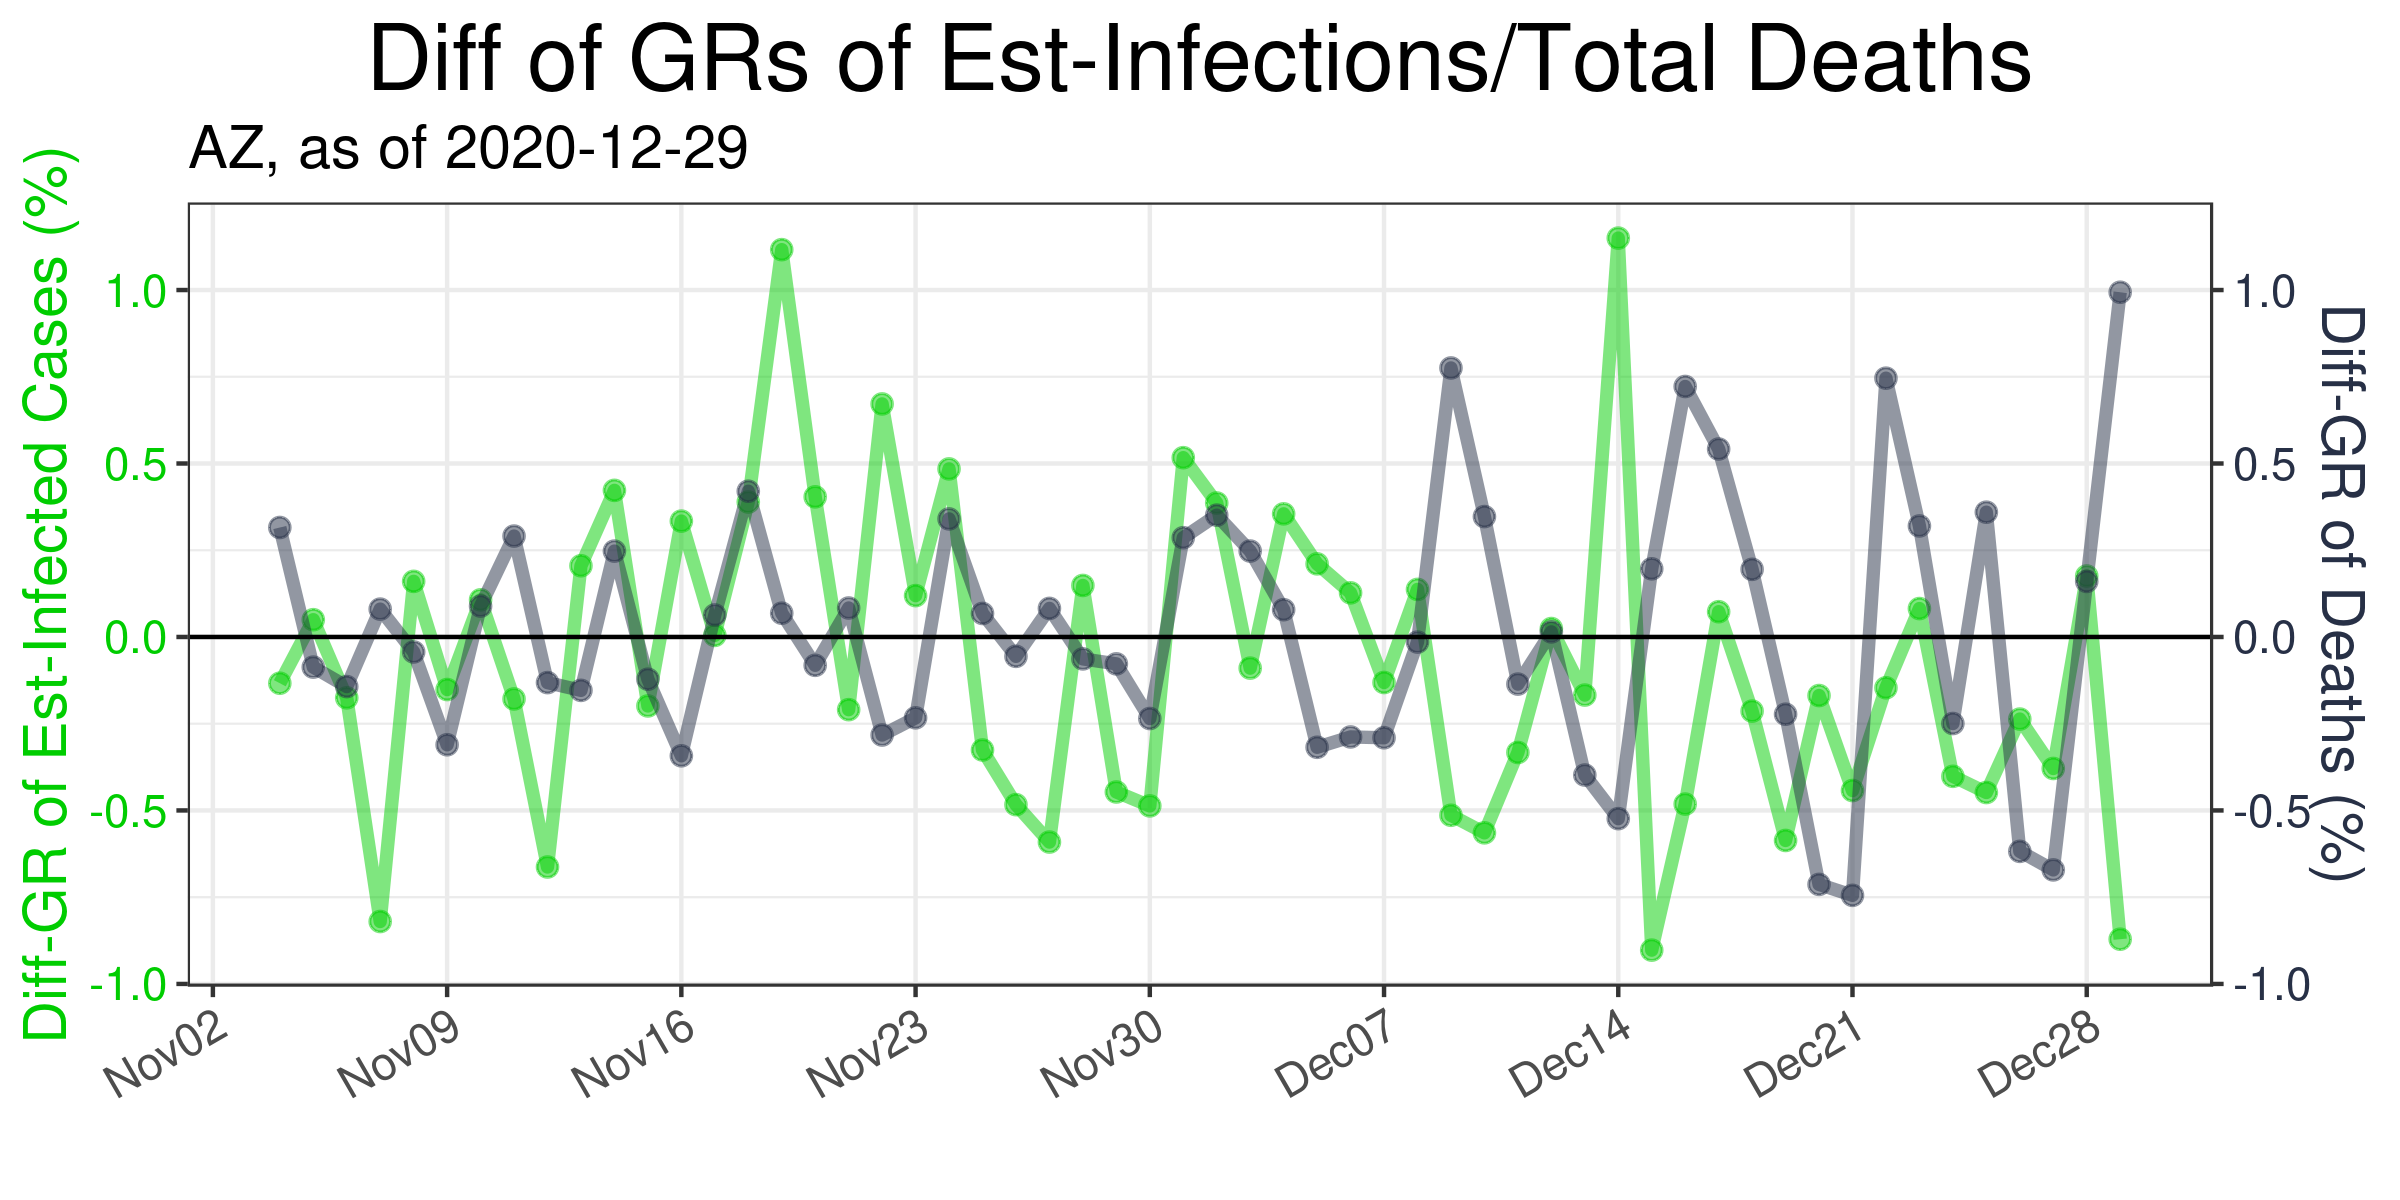 Diff of GRs of Est-Infections/Total Deaths
AZ, as of 2020-12-29
Diff-GR of Est-Infected Cases (%)
1.0
0.5
0.0
-0.5
-1.0
1.0
0.5
0.0
-0.5
-1.0
Diff-GR of Deaths (%)
Nov02 Nov09 Nov16 Nov23 Nov30 Dec07 Dec14 Dec21 Dec28